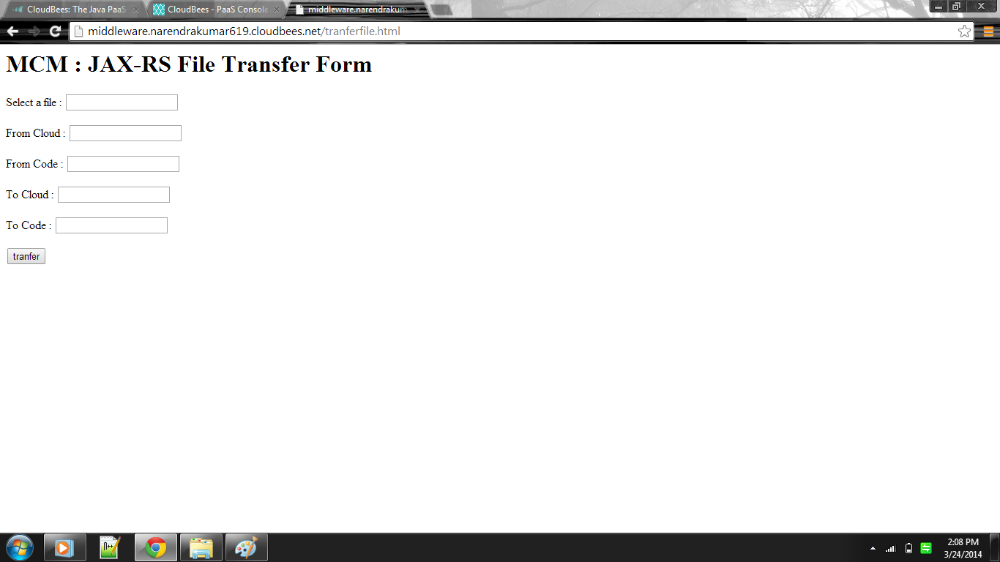 CloudBees: The Java PaaS
CloudBees - PaaS Console
middleware.narendrakum
middleware.narendrakumar619.cloudbees.net/tranferfile.html
MCM : JAX-RS File Transfer Form
Select a file :
From Cloud :
From Code :
To Cloud :
To Code :
tranfer
2:08 PM
3/24/2014